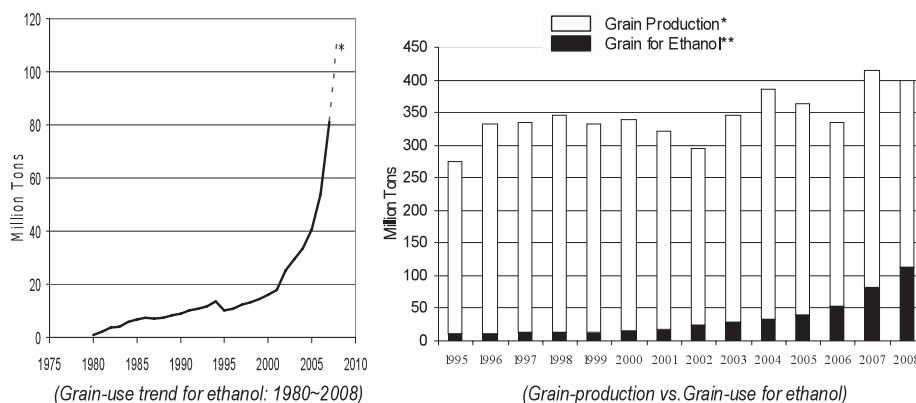 120
100
80
60
40
20
0
Million Tons
*
1975 1980 1985 1990 1995 2000 2005 2010
(Grain-use trend for ethanol: 1980~2008)
Grain Production*
Grain for Ethanol**
450
400
350
300
250
200
150
100
50
0
Million Tons
1995 1996 1997 1998 1999 2000 2001 2002 2003 2004 2005 2006 2007 2008
(Grain-production vs.Grain-use for ethanol)